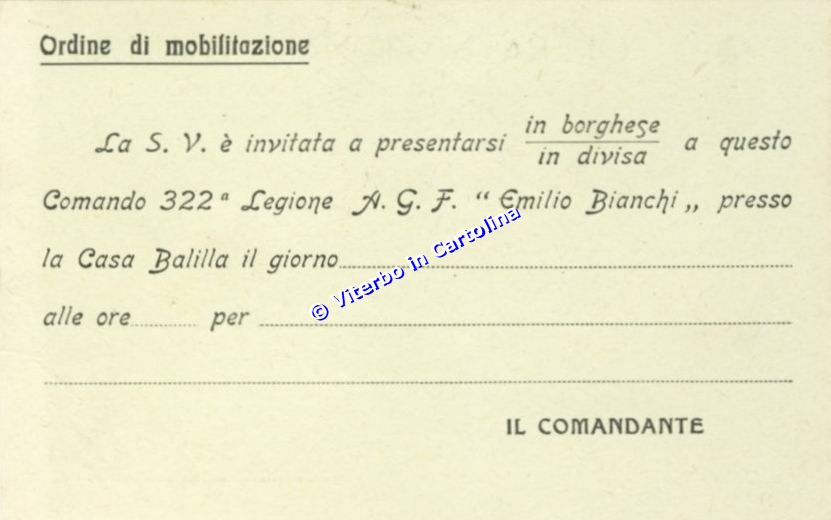 Ordine di mobilitazione
La S. V. è invitata a presentarsi in borghese / in divisa a questo
Comando 322ª Legione A. G. F. “ Emilio Bianchi „ presso
la Casa Balilla il giorno
alle ore per
IL COMANDANTE
© Viterbo in Cartolina